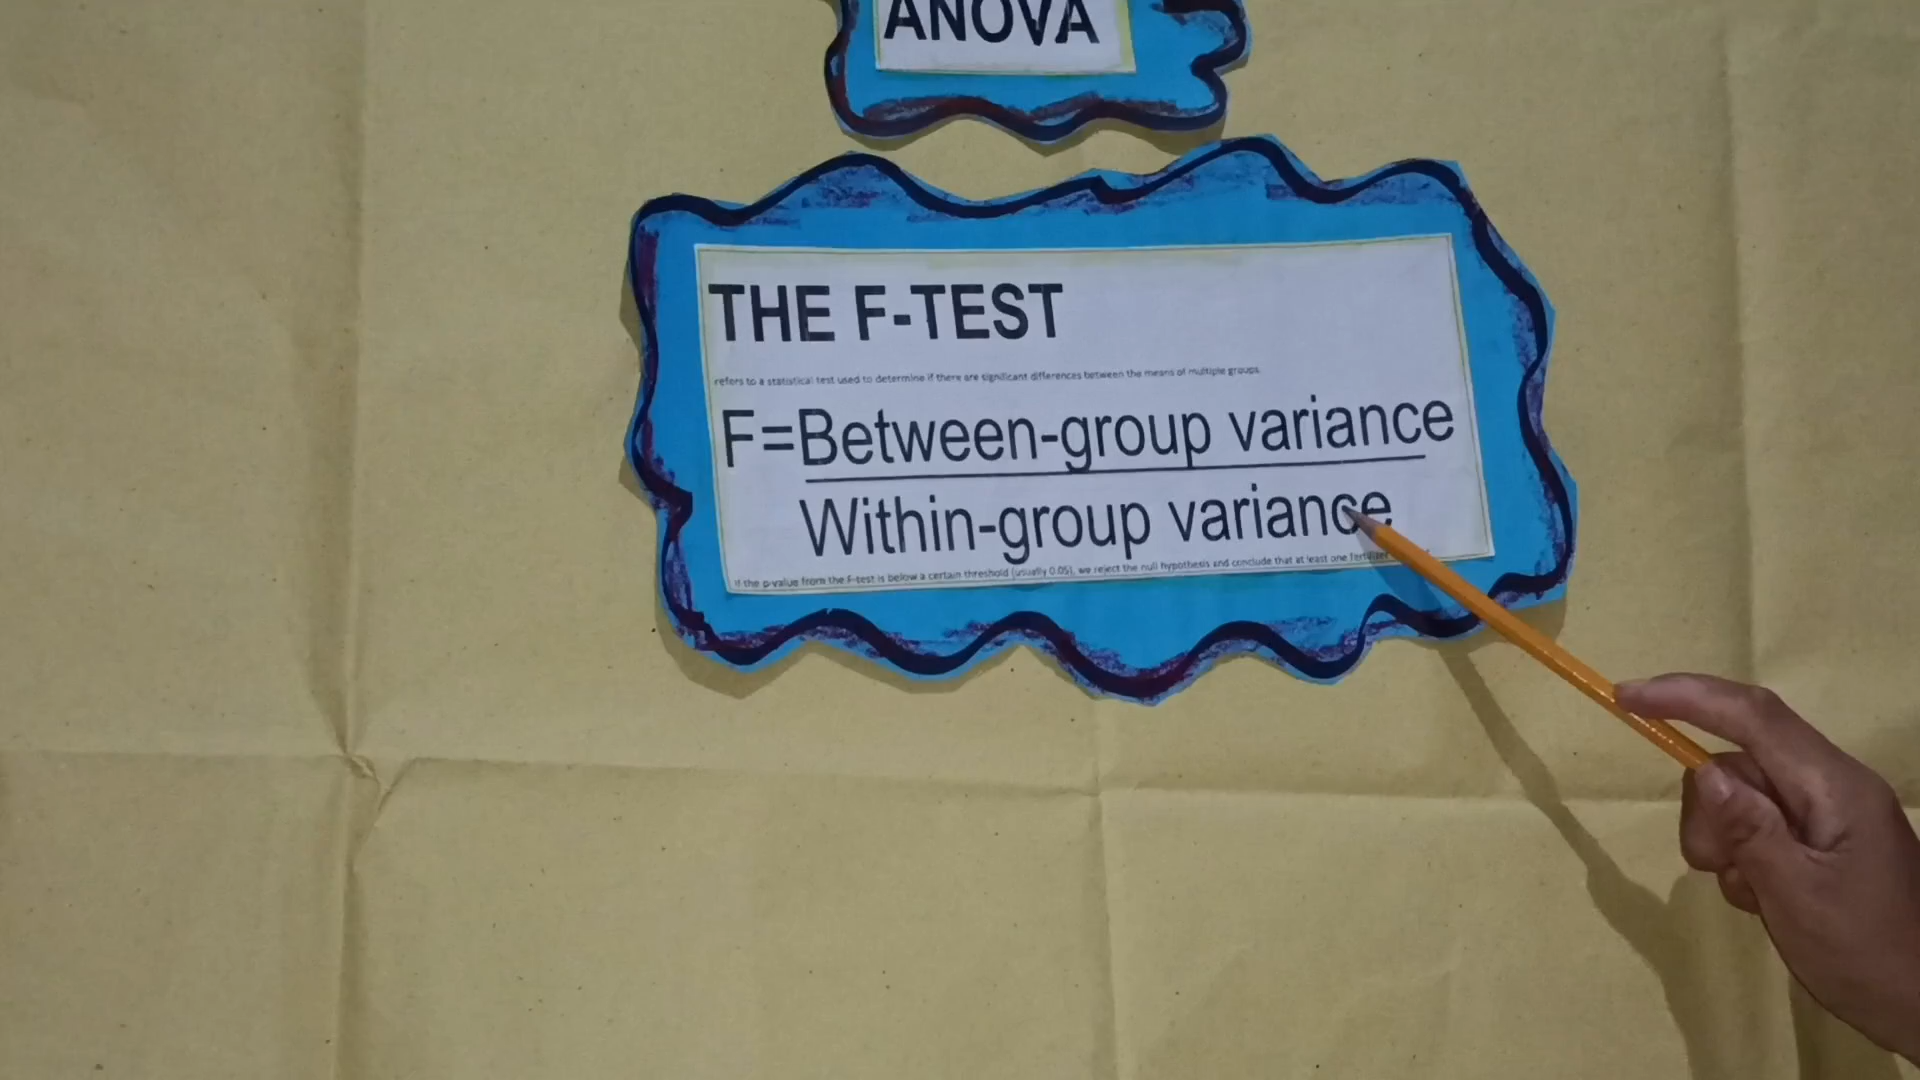 ANOVA
THE F-TEST
refers to a statistical test used to determine if there are significant differences between the means of multiple groups.
F=Between-group variance
Within-group variance
If the p-value from the F-test is below a certain threshold (usually 0.05), we reject the null hypothesis and conclude that at least one fertilizer